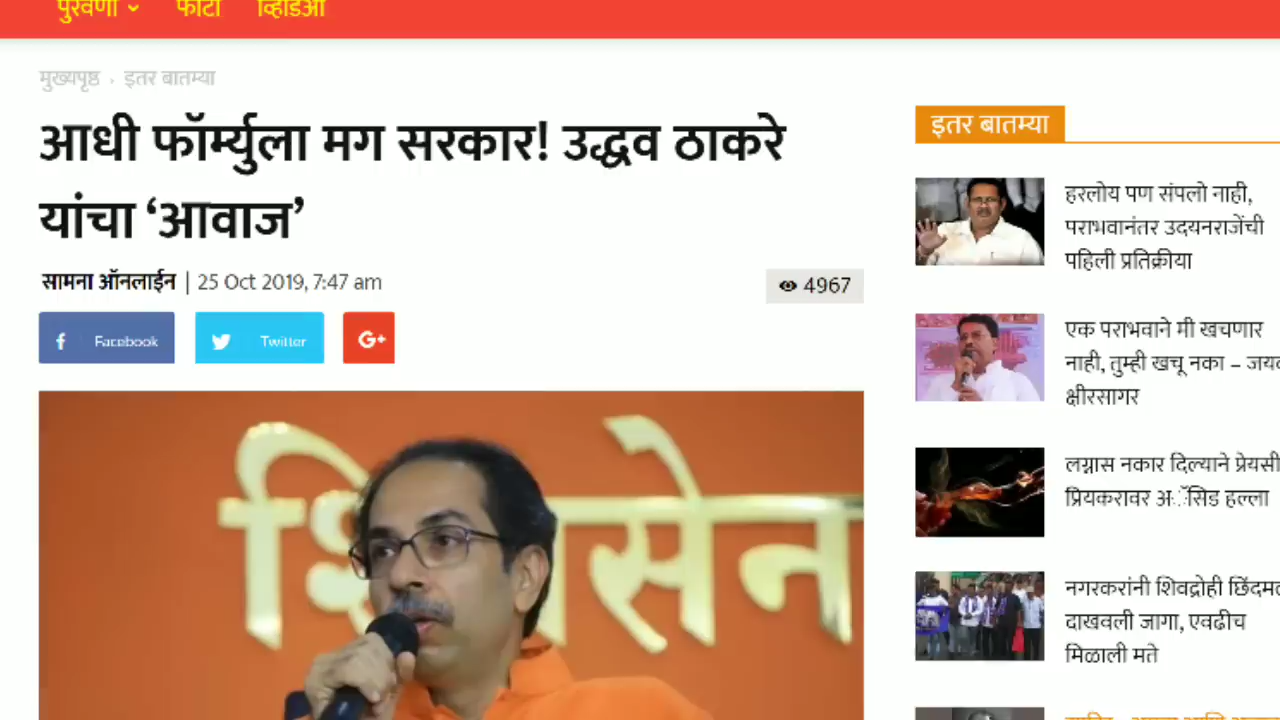 पुरवणी फोटो व्हिडिओ
मुख्यपृष्ठ › इतर बातम्या
आधी फॉर्म्युला मग सरकार! उद्धव ठाकरे
यांचा ‘आवाज’
सामना ऑनलाईन | 25 Oct 2019, 7:47 am
4967
Facebook Twitter G+
शिवसेन
इतर बातम्या
हरलोय पण संपलो नाही,
पराभवानंतर उदयनराजेंची
पहिली प्रतिक्रीया
एक पराभवाने मी खचणार
नाही, तुम्ही खचू नका –
क्षीरसागर
लग्नास नकार दिल्याने प्रेयसी
प्रियकरावर अॅसिड हल्ला
नगरकरांनी शिवद्रोही
दाखवली जागा, एवढीच
मिळाली मते